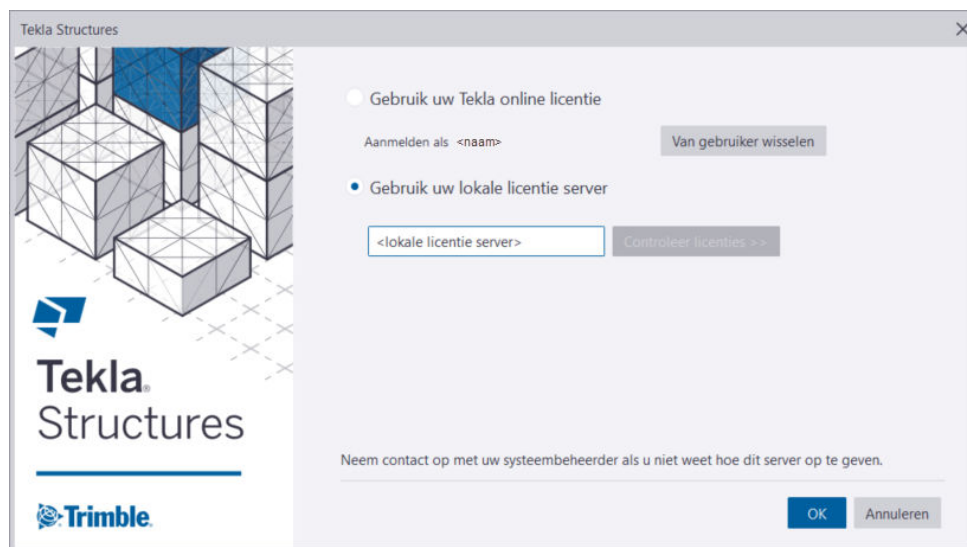 Tekla Structures
Gebruik uw Tekla online licentie
Aanmelden als <naam>
Van gebruiker wisselen
Gebruik uw lokale licentie server
<lokale licentie server>
Controleer licenties >>
Tekla®
Structures
Neem contact op met uw systeembeheerder als u niet weet hoe dit server op te geven.
Trimble®
OK
Annuleren